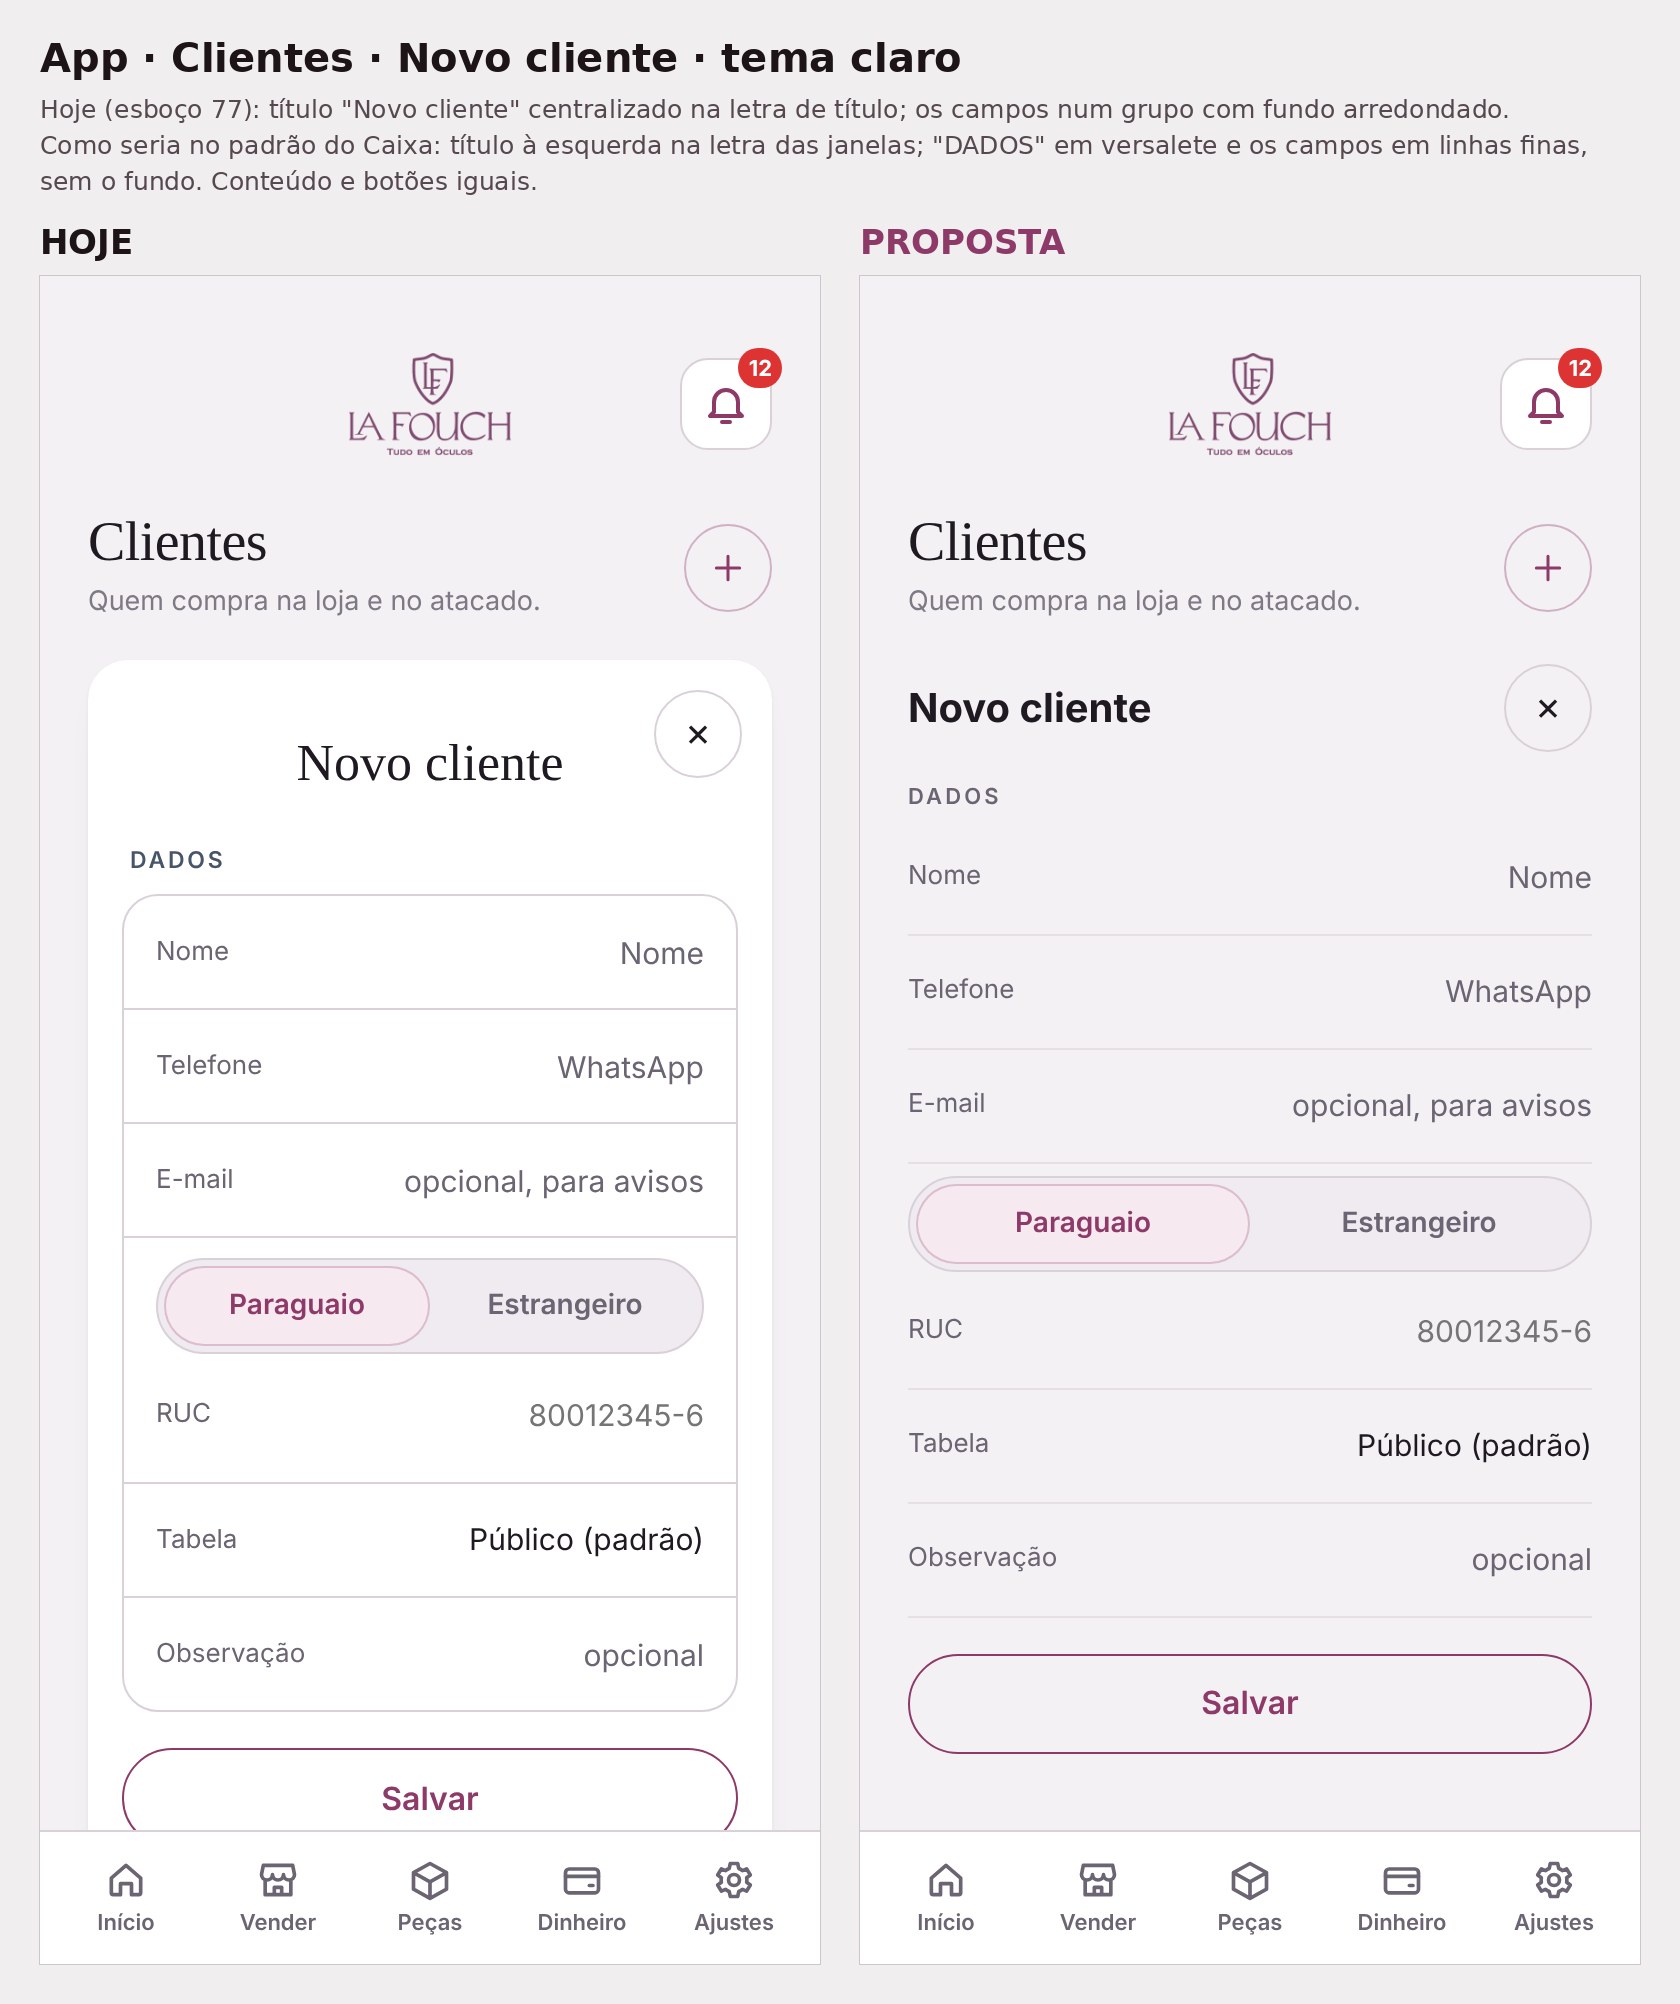 App · Clientes · Novo cliente · tema claro
Hoje (esboço 77): título "Novo cliente" centralizado na letra de título; os campos num grupo com fundo arredondado.
Como seria no padrão do Caixa: título à esquerda na letra das janelas; "DADOS" em versalete e os campos em linhas finas,
sem o fundo. Conteúdo e botões iguais.
HOJE
LF
LA FOUCH
TUDO EM ÓCULOS
12
Clientes
+
Quem compra na loja e no atacado.
Novo cliente
×
DADOS
Nome Nome
Telefone WhatsApp
E-mail opcional, para avisos
Paraguaio Estrangeiro
RUC 80012345-6
Tabela Público (padrão)
Observação opcional
Salvar
Início Vender Peças Dinheiro Ajustes
PROPOSTA
LF
LA FOUCH
TUDO EM ÓCULOS
12
Clientes
+
Quem compra na loja e no atacado.
Novo cliente
×
DADOS
Nome Nome
Telefone WhatsApp
E-mail opcional, para avisos
Paraguaio Estrangeiro
RUC 80012345-6
Tabela Público (padrão)
Observação opcional
Salvar
Início Vender Peças Dinheiro Ajustes